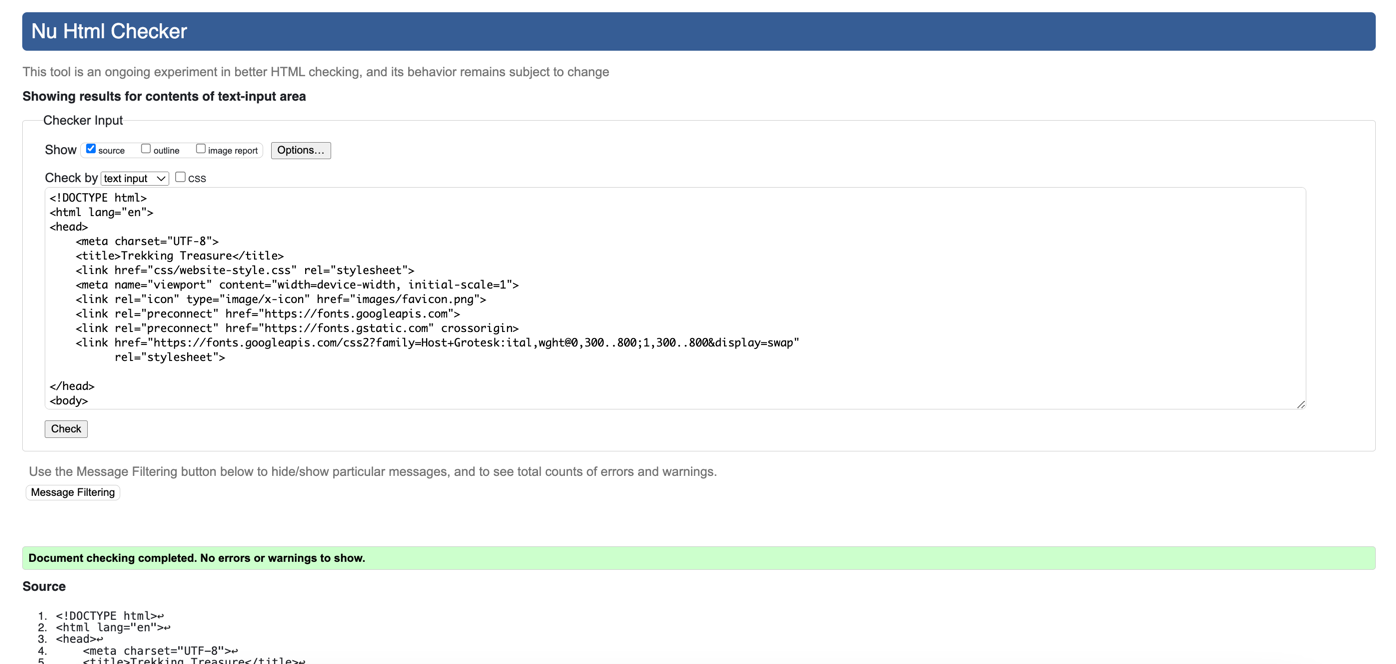 Nu Html Checker
This tool is an ongoing experiment in better HTML checking, and its behavior remains subject to change
Showing results for contents of text-input area
Checker Input
Show source outline image report Options...
Check by text input CSS
<!DOCTYPE html>
<html lang="en">
<head>
    <meta charset="UTF-8">
    <title>Trekking Treasure</title>
    <link href="css/website-style.css" rel="stylesheet">
    <meta name="viewport" content="width=device-width, initial-scale=1">
    <link rel="icon" type="image/x-icon" href="images/favicon.png">
    <link rel="preconnect" href="https://fonts.googleapis.com">
    <link rel="preconnect" href="https://fonts.gstatic.com" crossorigin>
    <link href="https://fonts.googleapis.com/css2?family=Host+Grotesk:ital,wght@0,300..800;1,300..800&display=swap"
          rel="stylesheet">
</head>
<body>
Check
Use the Message Filtering button below to hide/show particular messages, and to see total counts of errors and warnings.
Message Filtering
Document checking completed. No errors or warnings to show.
Source
1. <!DOCTYPE html>↩
2. <html lang="en">↩
3. <head>↩
4.     <meta charset="UTF-8">↩
5.     <title>Trekking Treasure</title>↩